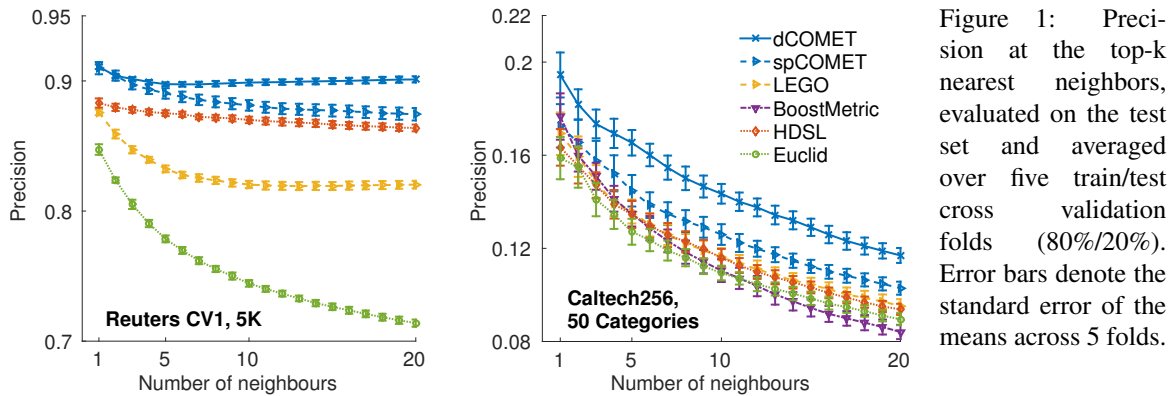 0.95
0.9
0.8
0.7
Precision
1
5
10
20
Number of neighbours
Reuters CV1, 5K
0.22
0.2
0.16
0.12
0.08
Precision
1
5
10
20
Number of neighbours
Caltech256,
50 Categories
dCOMET
spCOMET
LEGO
BoostMetric
HDSL
Euclid
Figure 1: Preci-
sion at the top-k
nearest neighbors,
evaluated on the test
set and averaged
over five train/test
cross validation
folds (80%/20%).
Error bars denote the
standard error of the
means across 5 folds.